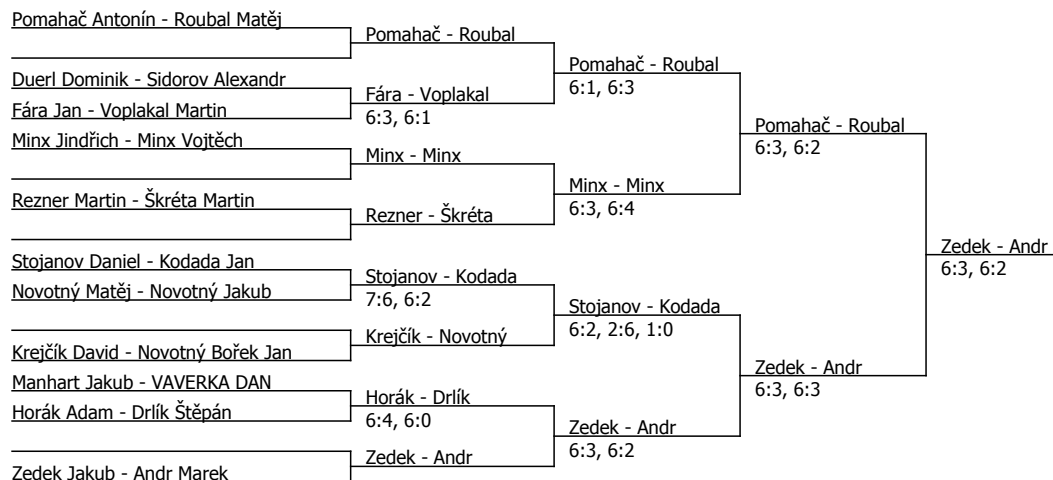 Pomahač Antonín - Roubal Matěj
Duerl Dominik - Sidorov Alexandr
Fára Jan - Voplakal Martin
Minx Jindřich - Minx Vojtěch
Rezner Martin - Škréta Martin
Stojanov Daniel - Kodada Jan
Novotný Matěj - Novotný Jakub
Krejčík David - Novotný Bořek Jan
Manhart Jakub - VAVERKA DAN
Horák Adam - Drlík Štěpán
Zedek Jakub - Andr Marek
Pomahač - Roubal
Fára - Voplakal
6:3, 6:1
Minx - Minx
Rezner - Škréta
Stojanov - Kodada
7:6, 6:2
Krejčík - Novotný
Horák - Drlík
6:4, 6:0
Zedek - Andr
Pomahač - Roubal
6:1, 6:3
Minx - Minx
6:3, 6:4
Stojanov - Kodada
6:2, 2:6, 1:0
Zedek - Andr
6:3, 6:2
Pomahač - Roubal
6:3, 6:2
Zedek - Andr
6:3, 6:3
Zedek - Andr
6:3, 6:2